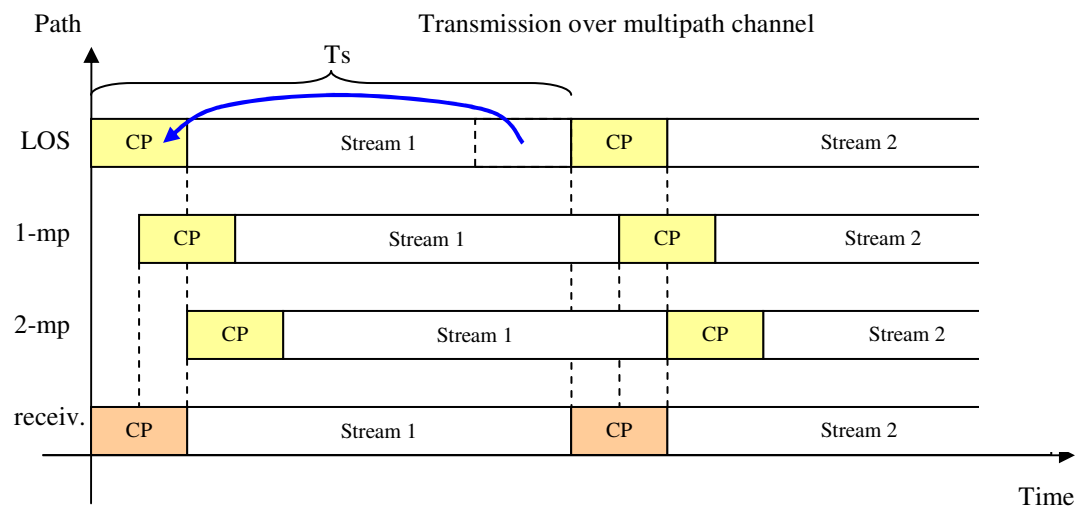 Path
Transmission over multipath channel
Ts
LOS CP Stream 1 CP Stream 2
1-mp CP Stream 1 CP Stream 2
2-mp CP Stream 1 CP Stream 2
receiv. CP Stream 1 CP Stream 2
Time